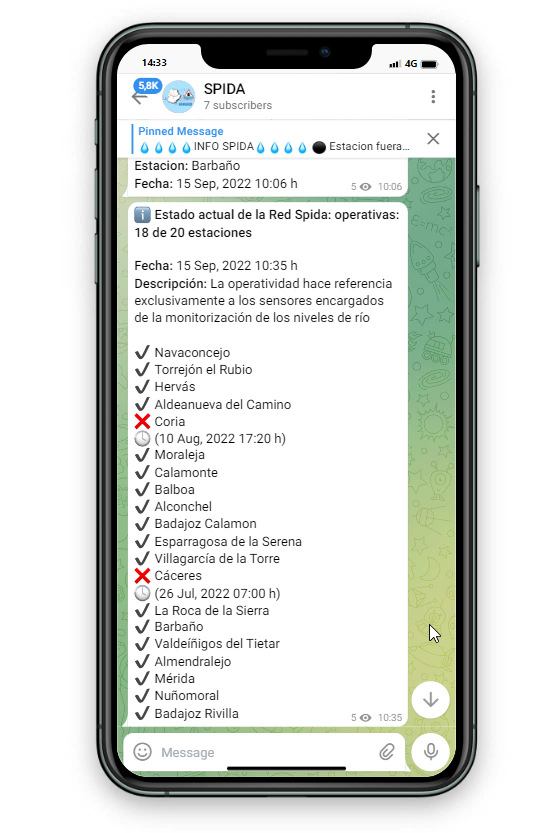 14:33
4G
5,8K
SPIDA
7 subscribers
Pinned Message
💧💧💧💧INFO SPIDA💧💧💧💧 ⚫ Estacion fuera...
Estacion: Barbaño
Fecha: 15 Sep, 2022 10:06 h
5 10:06
ℹ️ Estado actual de la Red Spida: operativas:
18 de 20 estaciones
Fecha: 15 Sep, 2022 10:35 h
Descripción: La operatividad hace referencia
exclusivamente a los sensores encargados
de la monitorización de los niveles de río
✔ Navaconcejo
✔ Torrejón el Rubio
✔ Hervás
✔ Aldeanueva del Camino
❌ Coria
🕓 (10 Aug, 2022 17:20 h)
✔ Moraleja
✔ Calamonte
✔ Balboa
✔ Alconchel
✔ Badajoz Calamon
✔ Esparragosa de la Serena
✔ Villagarcía de la Torre
❌ Cáceres
🕓 (26 Jul, 2022 07:00 h)
✔ La Roca de la Sierra
✔ Barbaño
✔ Valdeíñigos del Tietar
✔ Almendralejo
✔ Mérida
✔ Nuñomoral
✔ Badajoz Rivilla
5 10:35
Message